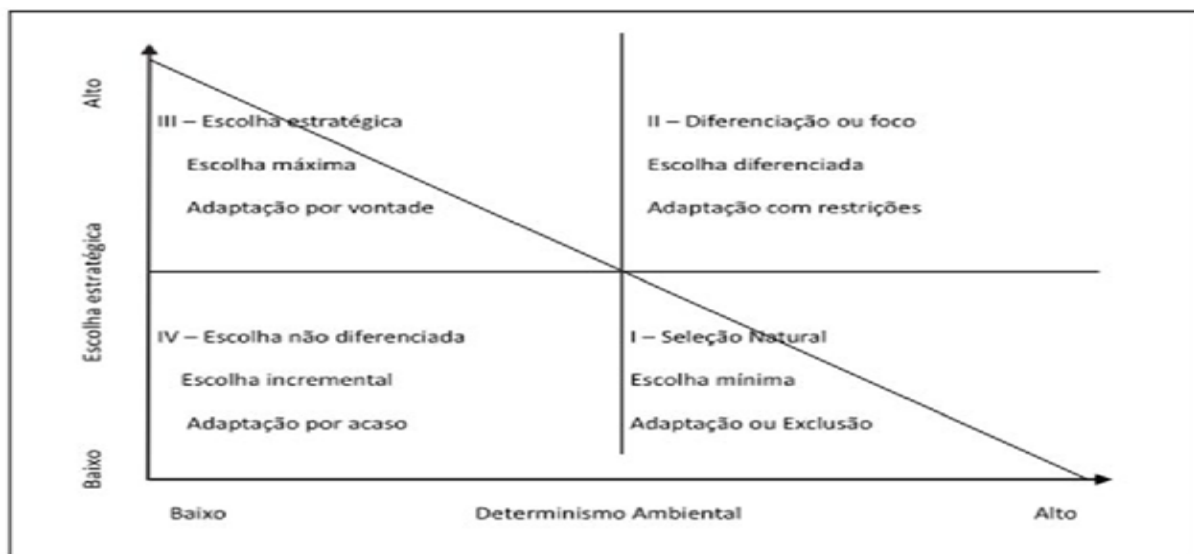 Alto
Escolha estratégica
Baixo
III – Escolha estratégica
Escolha máxima
Adaptação por vontade
II – Diferenciação ou foco
Escolha diferenciada
Adaptação com restrições
IV – Escolha não diferenciada
Escolha incremental
Adaptação por acaso
I – Seleção Natural
Escolha mínima
Adaptação ou Exclusão
Baixo
Determinismo Ambiental
Alto